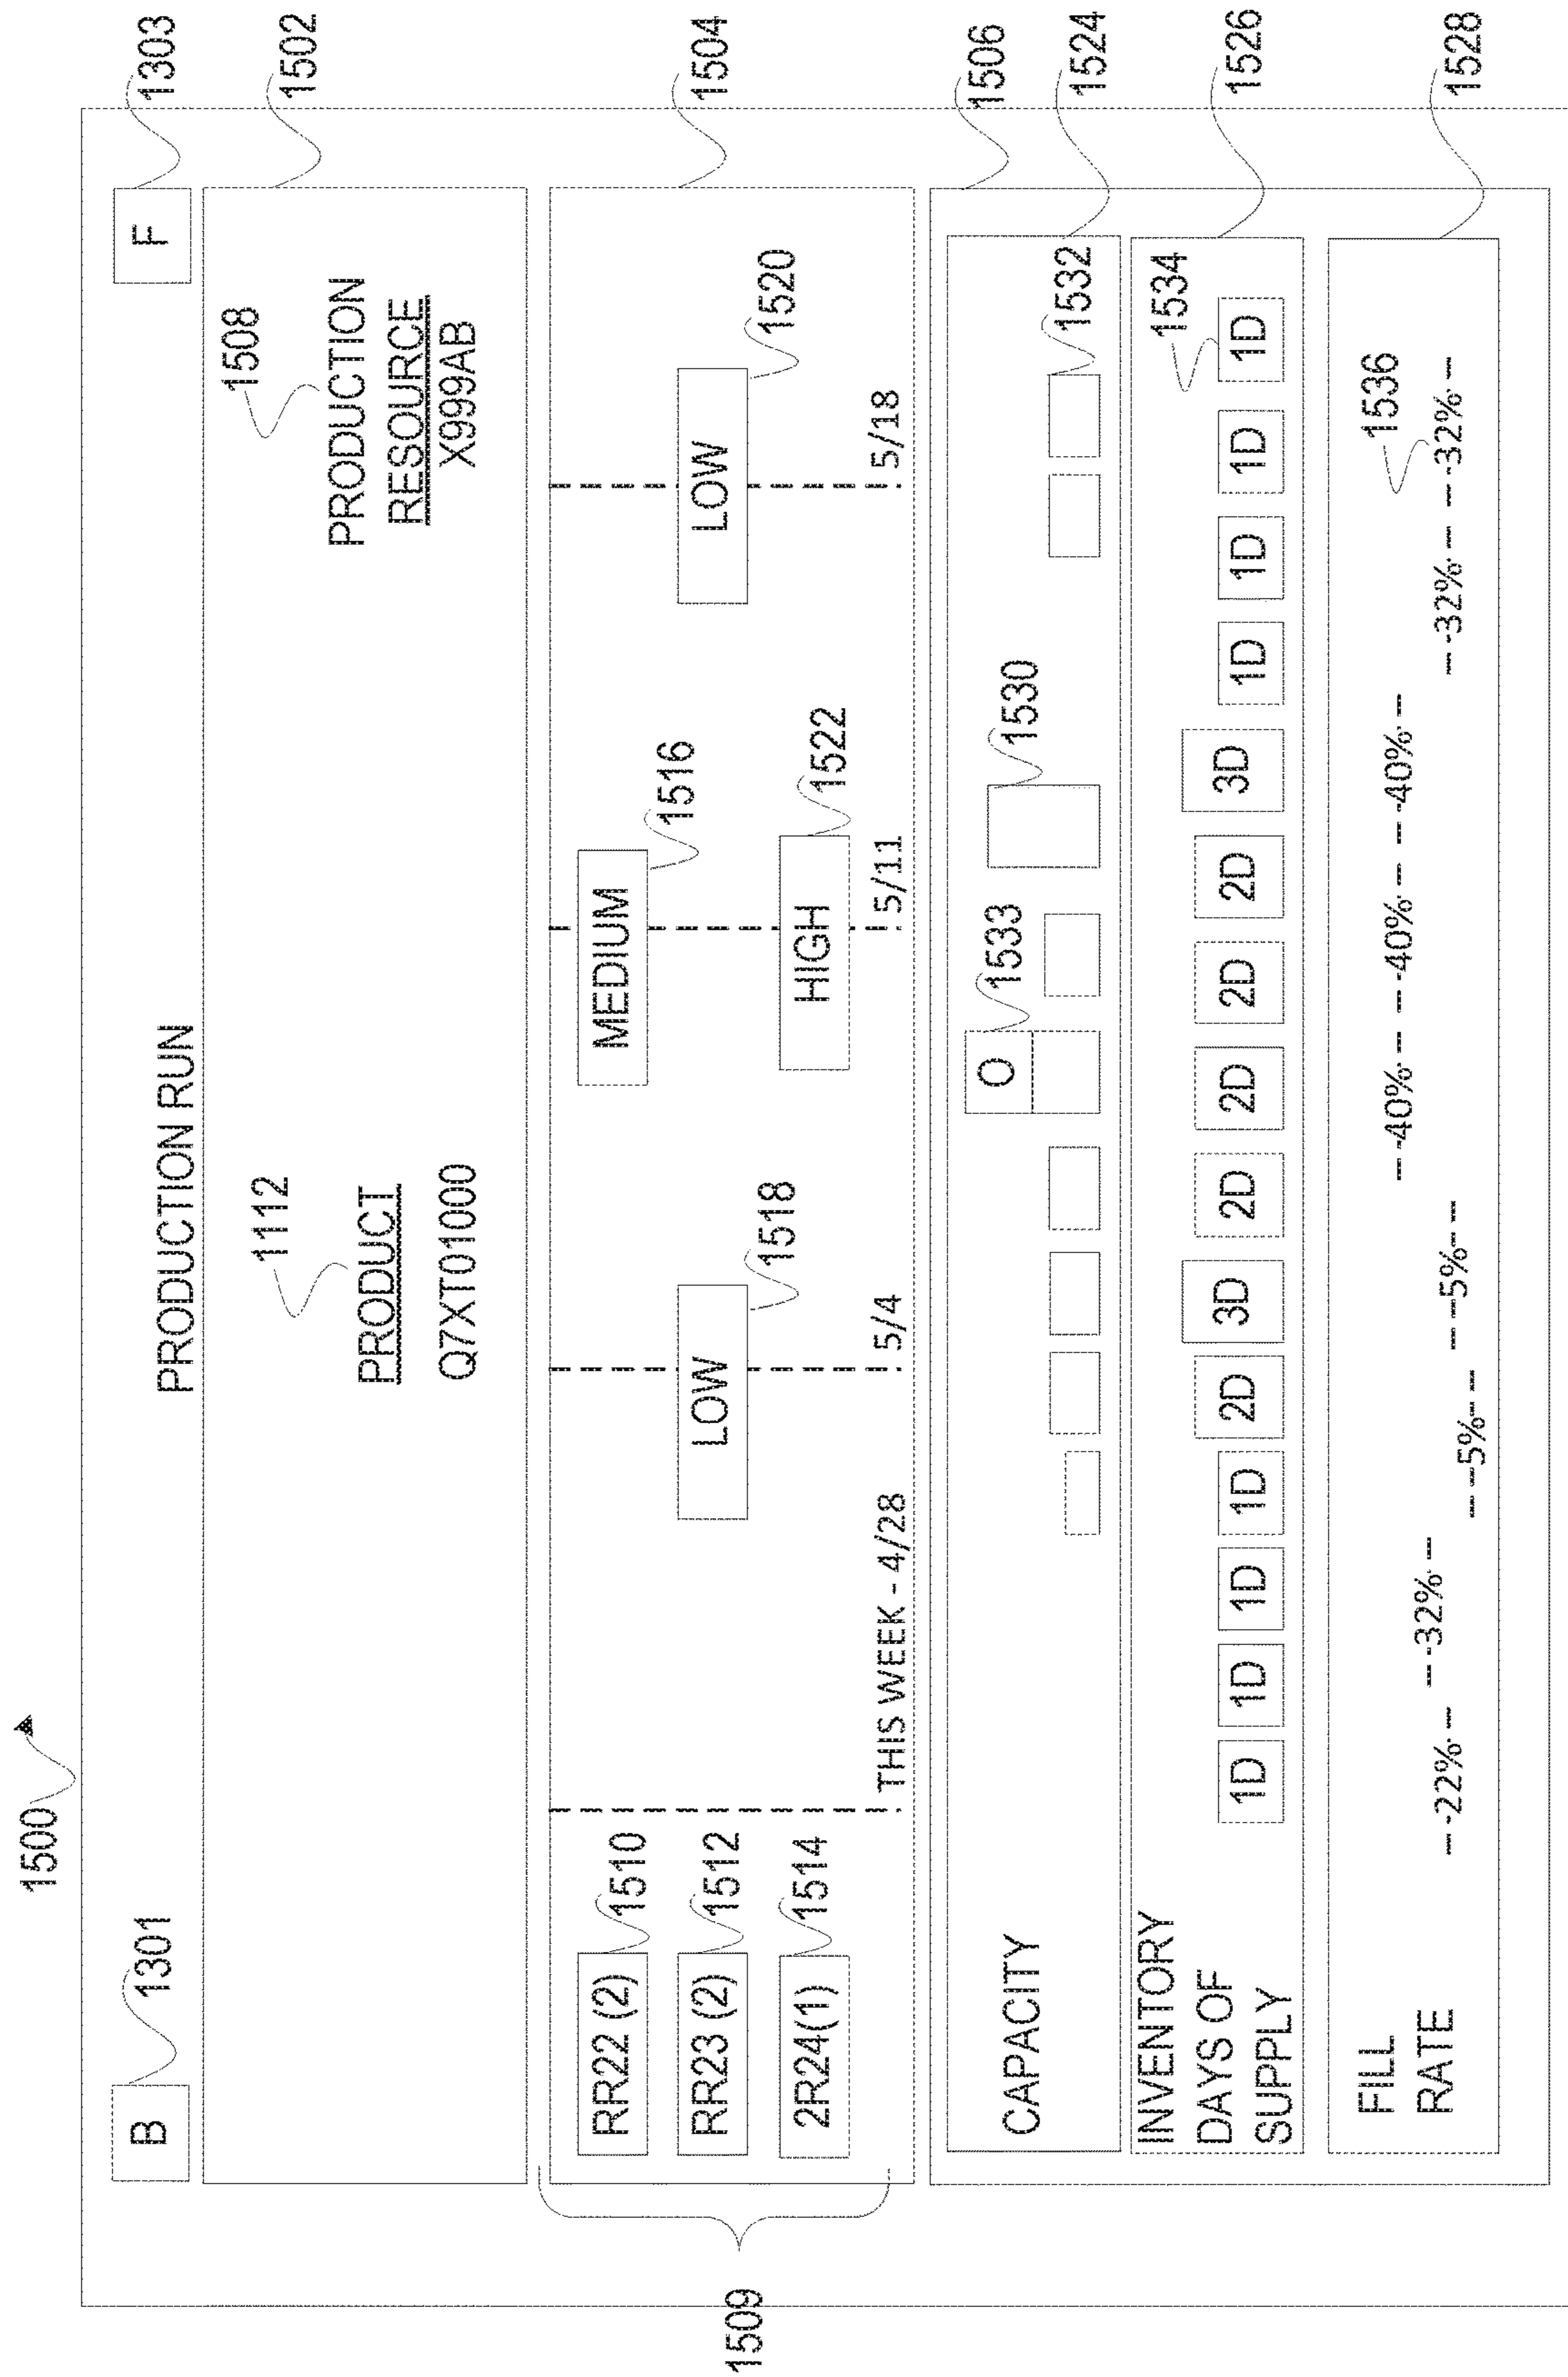 1500
B
1301
PRODUCTION RUN
F
1303
1502
1112
PRODUCT
Q7XT01000
1508
PRODUCTION
RESOURCE
X999AB
1504
1509
RR22 (2)
1510
MEDIUM
1516
RR23 (2)
1512
LOW
1518
LOW
1520
2R24(1)
1514
HIGH
1522
THIS WEEK - 4/28
5/4
5/11
5/18
1506
CAPACITY
O
1533
1530
1532
1524
INVENTORY
DAYS OF
SUPPLY
1534
1D 1D 1D 1D 2D 3D 2D 2D 2D 2D 3D 1D 1D 1D 1D
1526
FILL
RATE
1536
-- -40%- -- -- -40%- -- -- -40%- --
-- -22%- -- -- -32%- -- -- --5%-- -- -- --5%-- -- -- -32%- -- -- -32%- --
1528